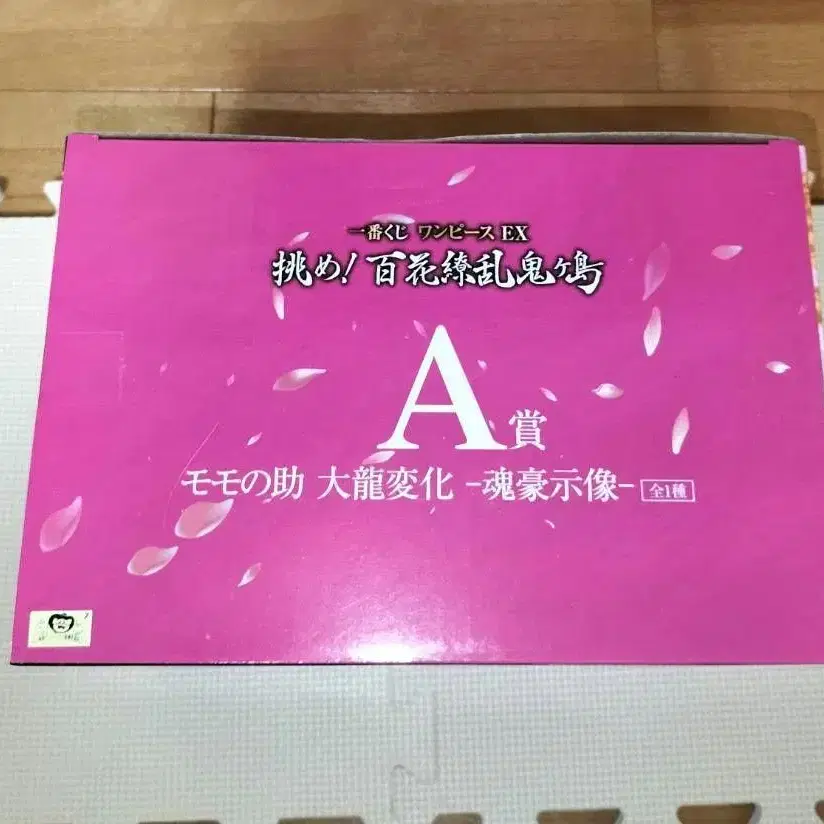 一番くじ ワンピース EX
挑め!百花繚乱鬼ヶ島
A賞
モモの助 大龍変化 -魂豪示像- 全1種